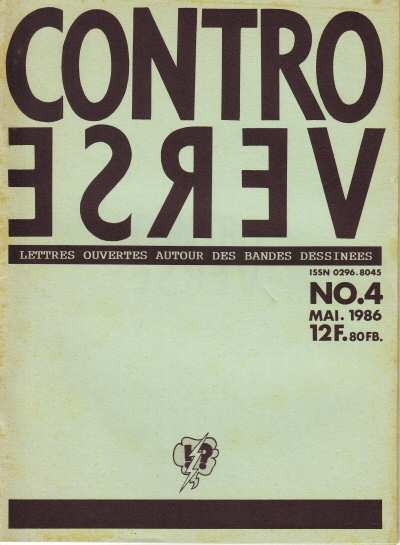 CONTRO
VERSE
LETTRES OUVERTES AUTOUR DES BANDES DESSINEES
ISSN 0296.8045
NO.4
MAI. 1986
12F. 80FB.
!?